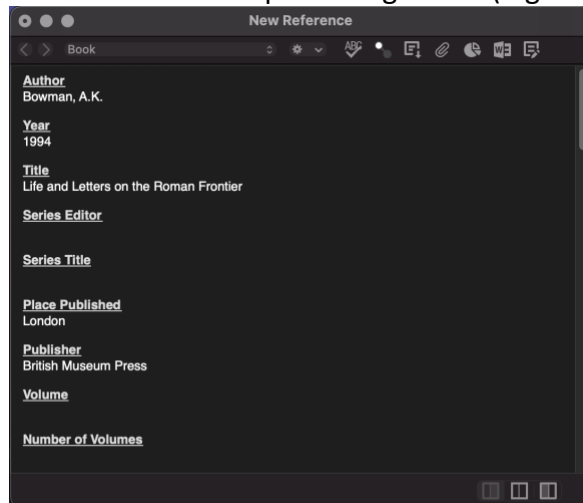 New Reference
Book
ABC
W
Author
Bowman, A.K.
Year
1994
Title
Life and Letters on the Roman Frontier
Series Editor
Series Title
Place Published
London
Publisher
British Museum Press
Volume
Number of Volumes